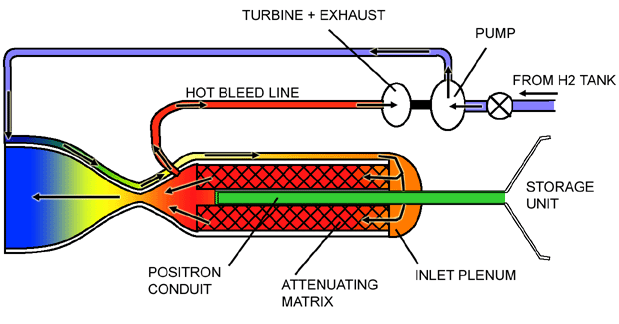 TURBINE + EXHAUST
PUMP
FROM H2 TANK
HOT BLEED LINE
STORAGE
UNIT
POSITRON
CONDUIT
ATTENUATING
MATRIX
INLET PLENUM